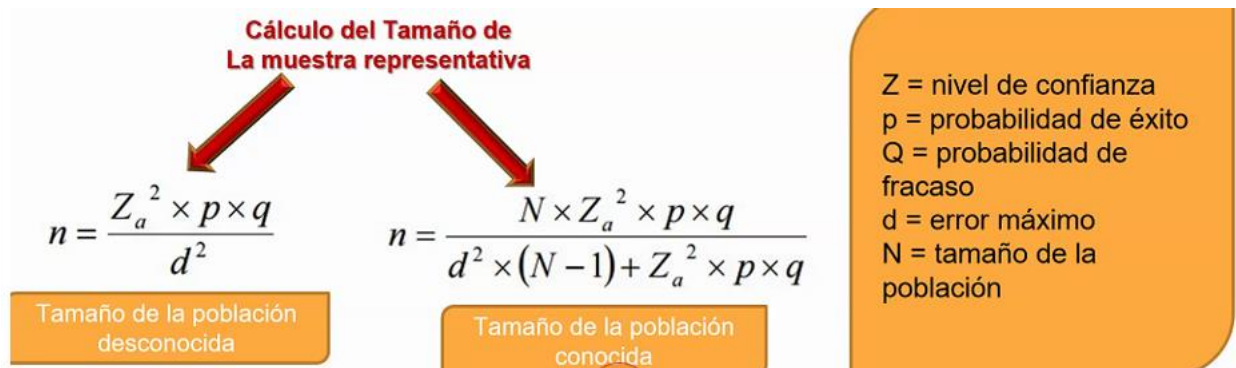 Cálculo del Tamaño de
La muestra representativa
n = Zₐ² × p × q / d²
n = N × Zₐ² × p × q / d² × (N − 1) + Zₐ² × p × q
Tamaño de la población
desconocida
Tamaño de la población
conocida
Z = nivel de confianza
p = probabilidad de éxito
Q = probabilidad de
fracaso
d = error máximo
N = tamaño de la
población